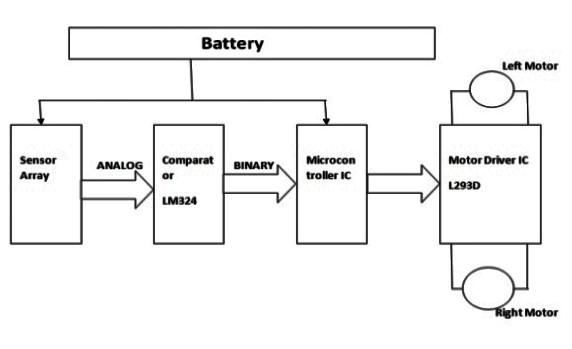 Battery
Left Motor
Sensor
Array
ANALOG
Comparat
or
LM324
BINARY
Microcon
troller IC
Motor Driver IC
L293D
Right Motor